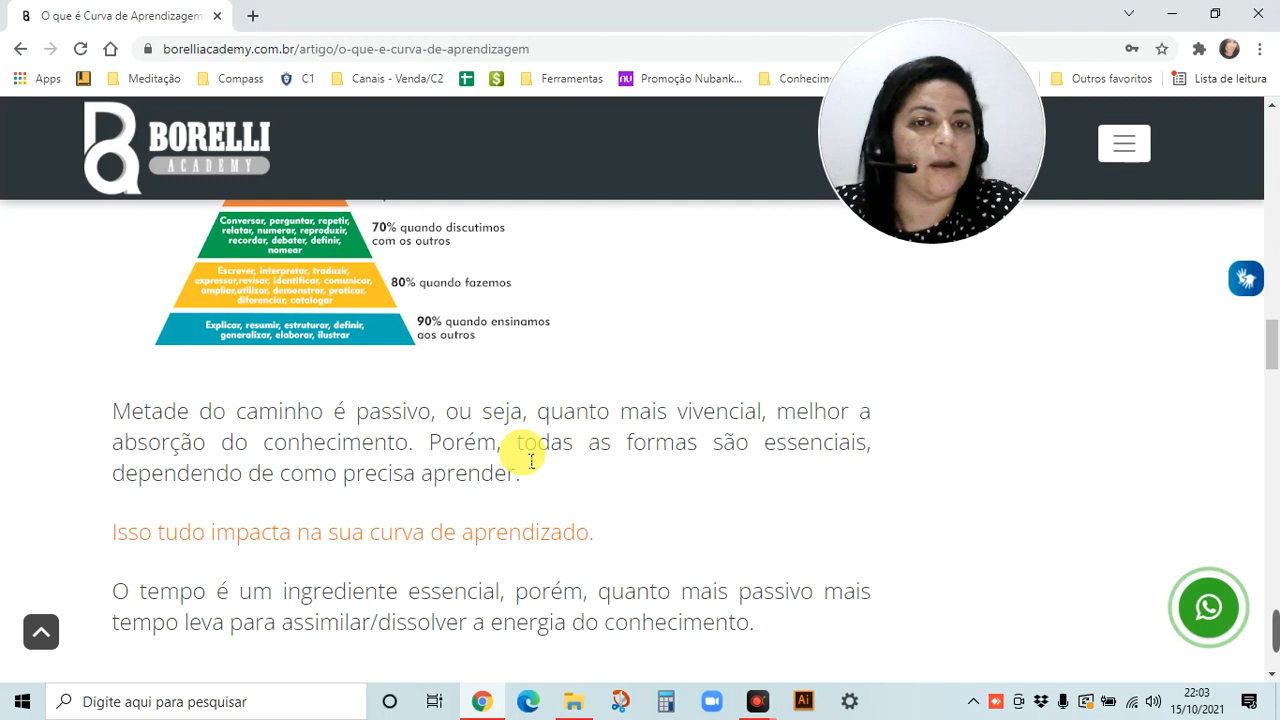 O que é Curva de Aprendizagem
borelliacademy.com.br/artigo/o-que-e-curva-de-aprendizagem
Apps
Meditação
Compass
C1
Canais - Venda/C2
Ferramentas
Promoção Nubank...
Conhecim
Outros favoritos
Lista de leitura
BORELLI
ACADEMY
Conversar, perguntar, repetir,
relatar, numerar, reproduzir,
recordar, debater, definir,
nomear
70% quando discutimos
com os outros
Escrever, interpretar, traduzir,
expressar,revisar, identificar, comunicar,
ampliar,utilizar, demonstrar, praticar,
diferenciar, catalogar
80% quando fazemos
Explicar, resumir, estruturar, definir,
generalizar, elaborar, ilustrar
90% quando ensinamos
aos outros
Metade do caminho é passivo, ou seja, quanto mais vivencial, melhor a
absorção do conhecimento. Porém, todas as formas são essenciais,
dependendo de como precisa aprender.
Isso tudo impacta na sua curva de aprendizado.
O tempo é um ingrediente essencial, porém, quanto mais passivo mais
tempo leva para assimilar/dissolver a energia do conhecimento.
Digite aqui para pesquisar
22:03
15/10/2021